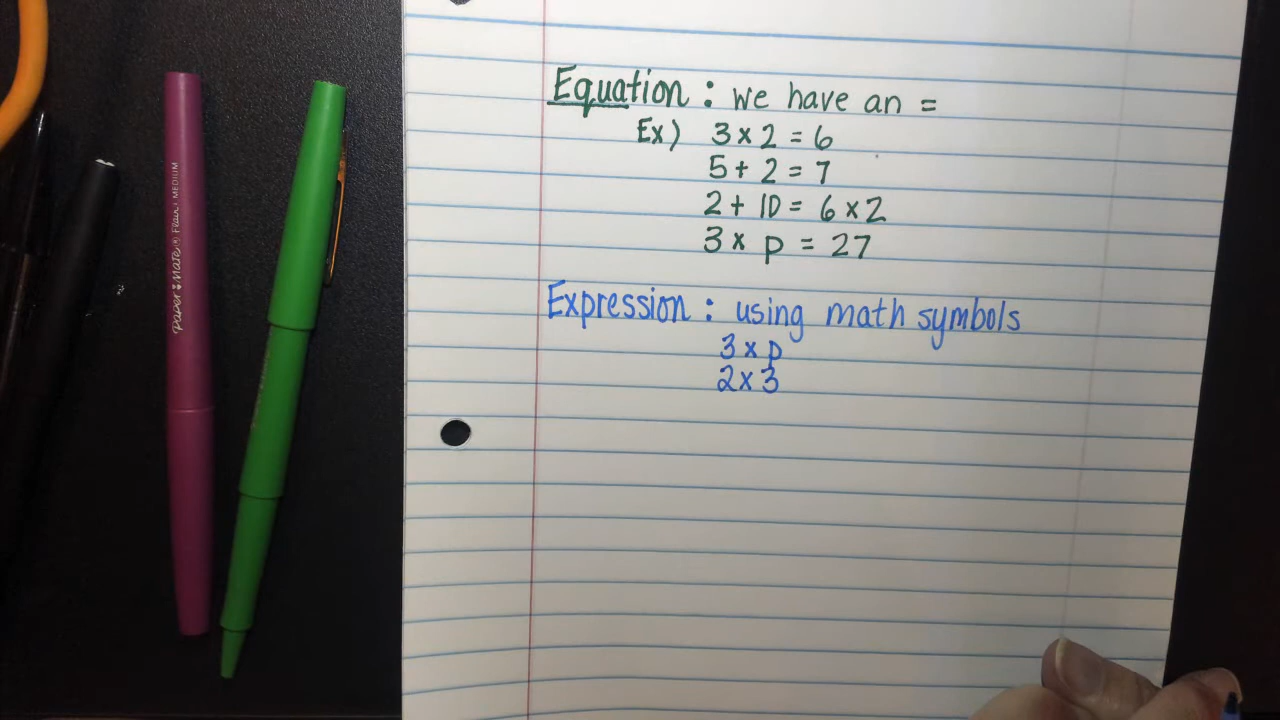 Equation : we have an =
Ex) 3 x 2 = 6
5 + 2 = 7
2 + 10 = 6 x 2
3 x p = 27
Expression : using math symbols
3 x p
2 x 3
Paper Mate Flair MEDIUM